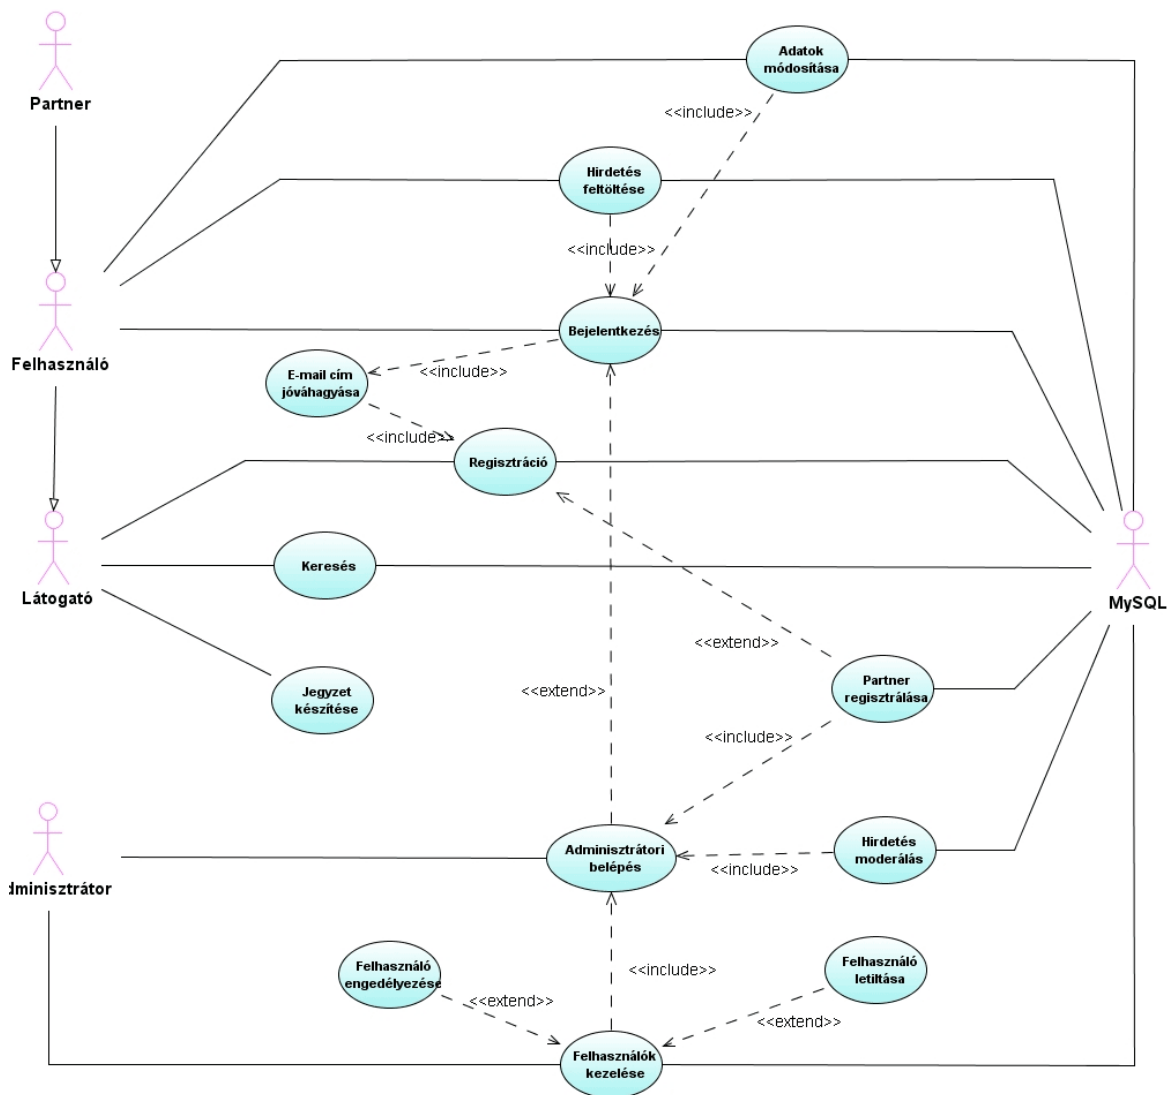 Adatok
módosítása
Partner
<<include>>
Hirdetés
feltöltése
<<include>>
Bejelentkezés
Felhasználó
E-mail cím
jóváhagyása
<<include>>
<<include>>
Regisztráció
Keresés
Látogató
MySQL
<<extend>>
Partner
regisztrálása
Jegyzet
készítése
<<extend>>
<<include>>
Adminisztrátori
belépés
Hirdetés
moderálás
<<include>>
dminisztrátor
Felhasználó
engedélyezése
<<include>>
Felhasználó
letiltása
<<extend>>
<<extend>>
Felhasználók
kezelése